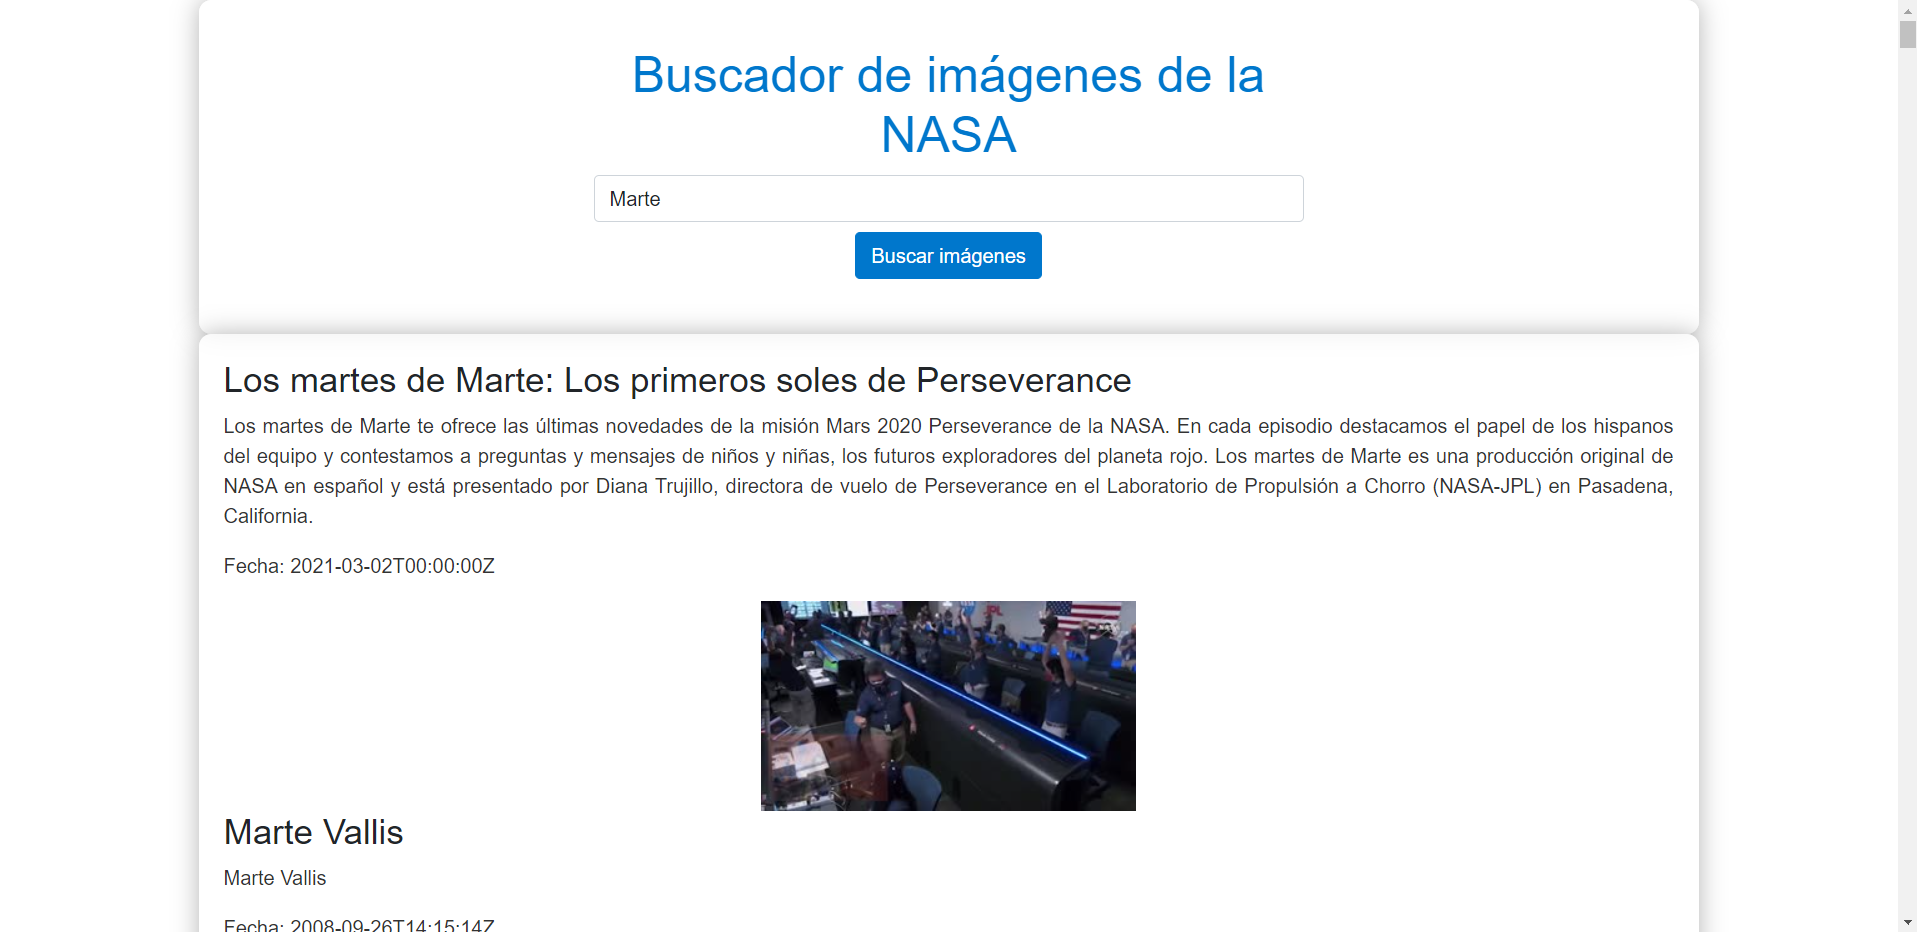 Buscador de imágenes de la
NASA
Marte
Buscar imágenes
Los martes de Marte: Los primeros soles de Perseverance
Los martes de Marte te ofrece las últimas novedades de la misión Mars 2020 Perseverance de la NASA. En cada episodio destacamos el papel de los hispanos
del equipo y contestamos a preguntas y mensajes de niños y niñas, los futuros exploradores del planeta rojo. Los martes de Marte es una producción original de
NASA en español y está presentado por Diana Trujillo, directora de vuelo de Perseverance en el Laboratorio de Propulsión a Chorro (NASA-JPL) en Pasadena,
California.
Fecha: 2021-03-02T00:00:00Z
JPL
Marte Vallis
Marte Vallis
Fecha: 2008-09-26T14:15:14Z